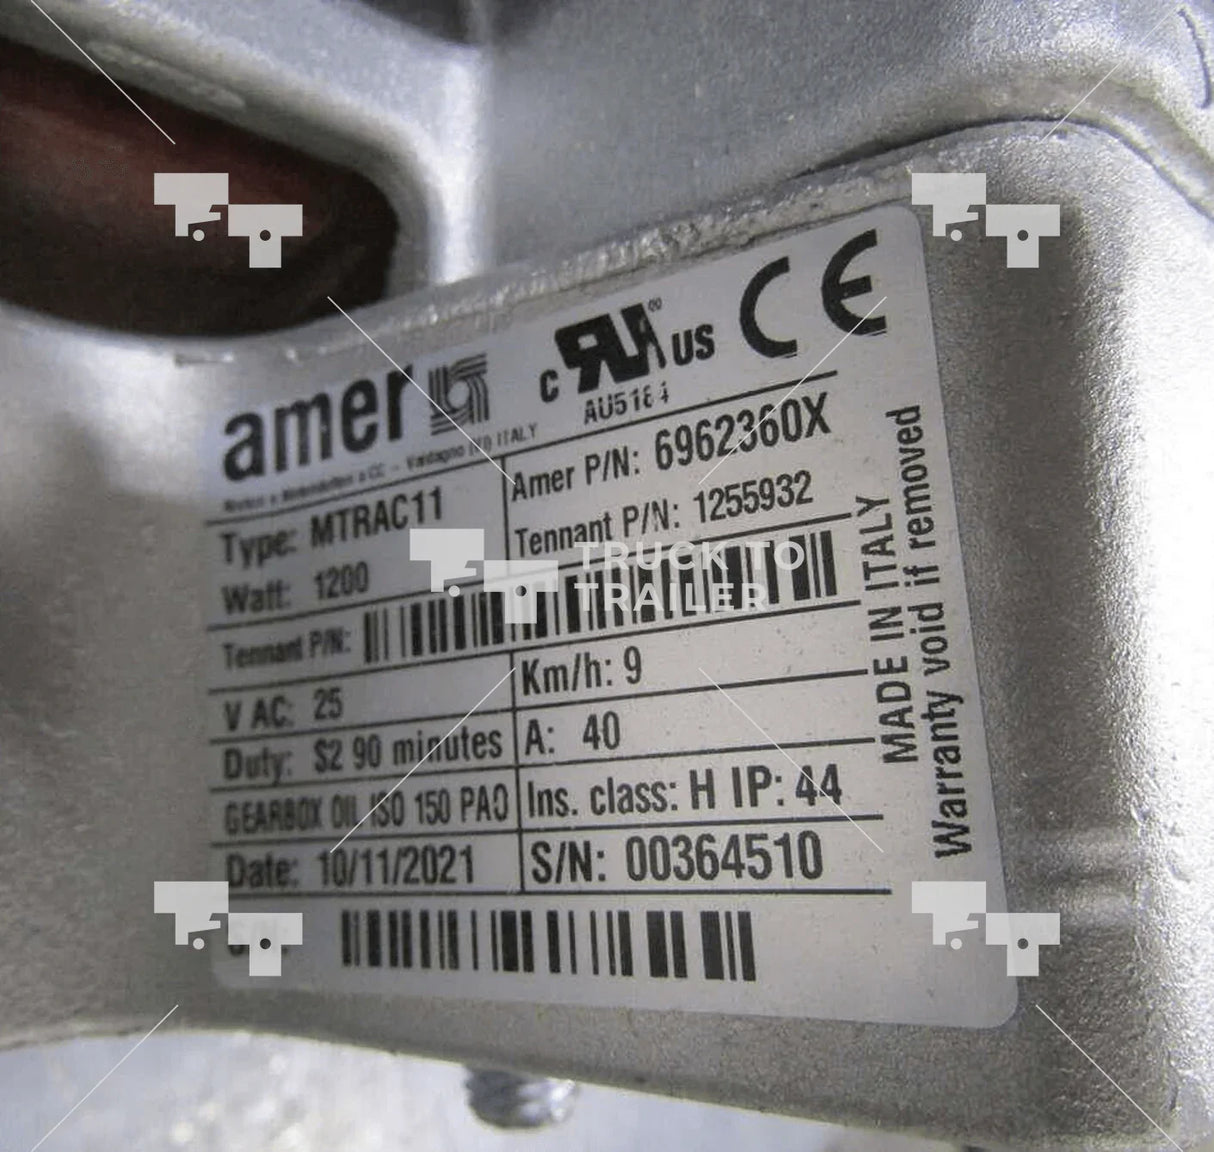 amer
C RU ® US
CE
AU5184
ITALY
Type: MTRAC11
Amer P/N: 6962360X
Watt: 1200
Tennant P/N: 1255932
Tennant P/N:
V AC: 25
Km/h: 9
Duty: S2 90 minutes
A: 40
GEARBOX OIL ISO 150 PAO
Ins. class: H IP: 44
Date: 10/11/2021
S/N: 00364510
MADE IN ITALY
Warranty void if removed
TRUCK TO
TRAILER